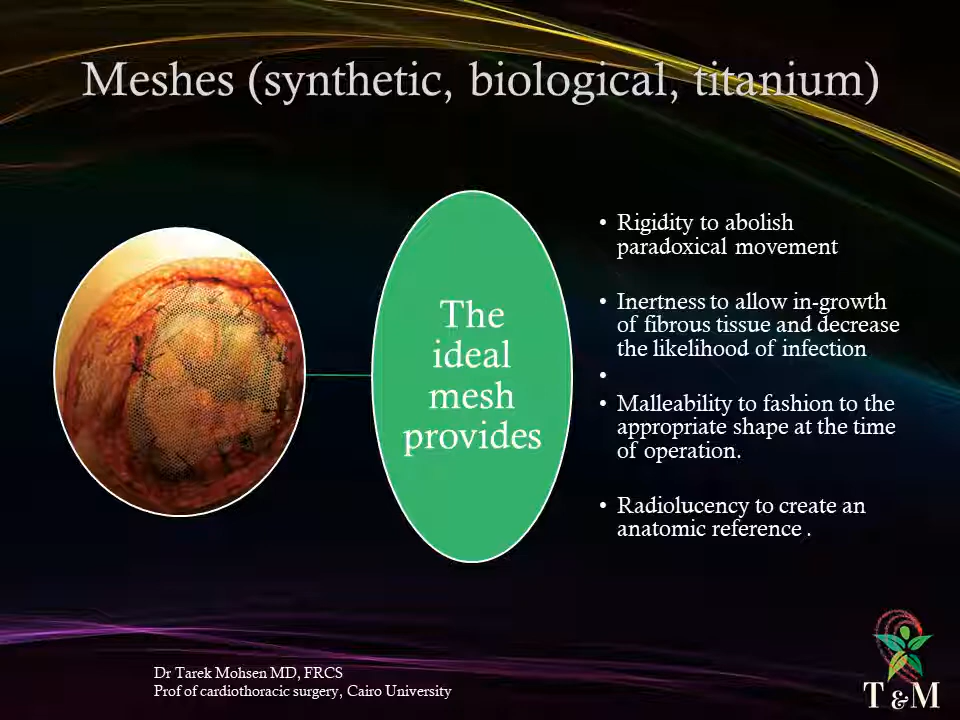 Meshes (synthetic, biological, titanium)
The
ideal
mesh
provides
• Rigidity to abolish
paradoxical movement
• Inertness to allow in-growth
of fibrous tissue and decrease
the likelihood of infection
•
• Malleability to fashion to the
appropriate shape at the time
of operation.
• Radiolucency to create an
anatomic reference .
Dr Tarek Mohsen MD, FRCS
Prof of cardiothoracic surgery, Cairo University
T & M